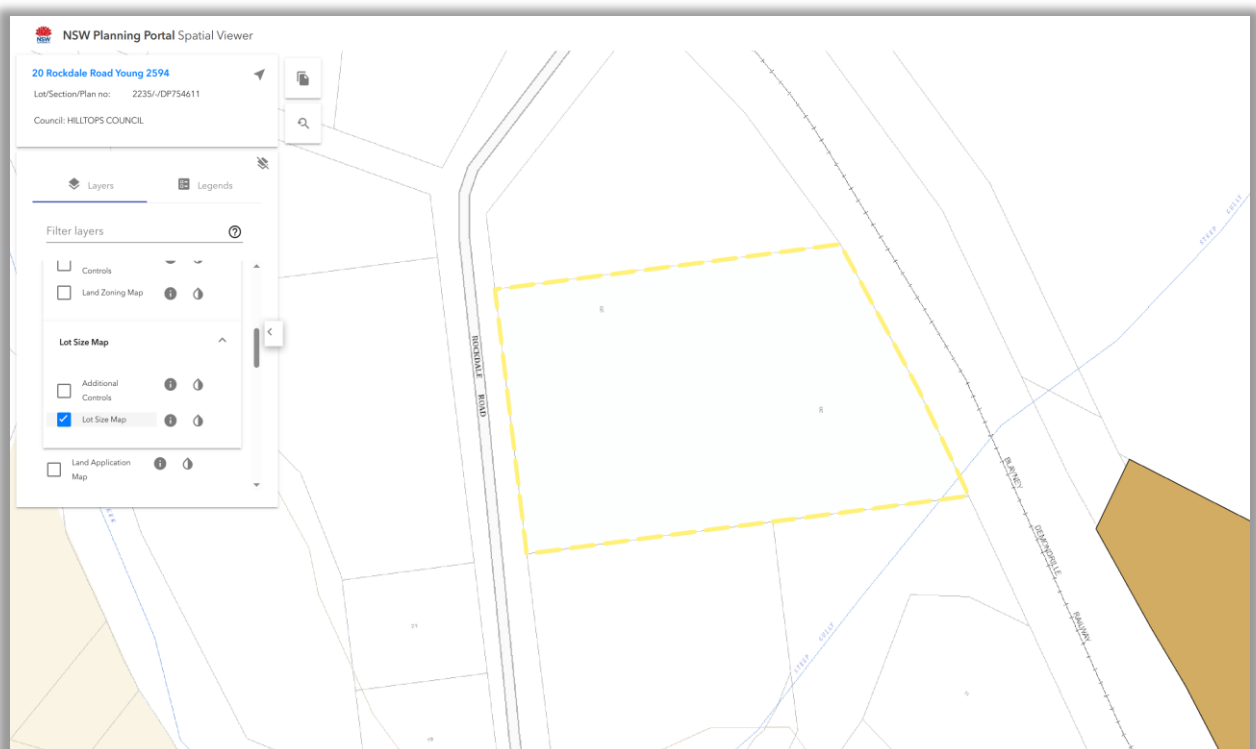 NSW Planning Portal Spatial Viewer
20 Rockdale Road Young 2594
Lot/Section/Plan no: 2235/-/DP754611
Council: HILLTOPS COUNCIL
Layers
Legends
Filter layers
Controls
Land Zoning Map
Lot Size Map
Additional
Controls
Lot Size Map
Land Application
Map
ROCKDALE ROAD
STEEP GULLY
BLAYNEY DEMONDRILLE RAILWAY
STEEP GULLY